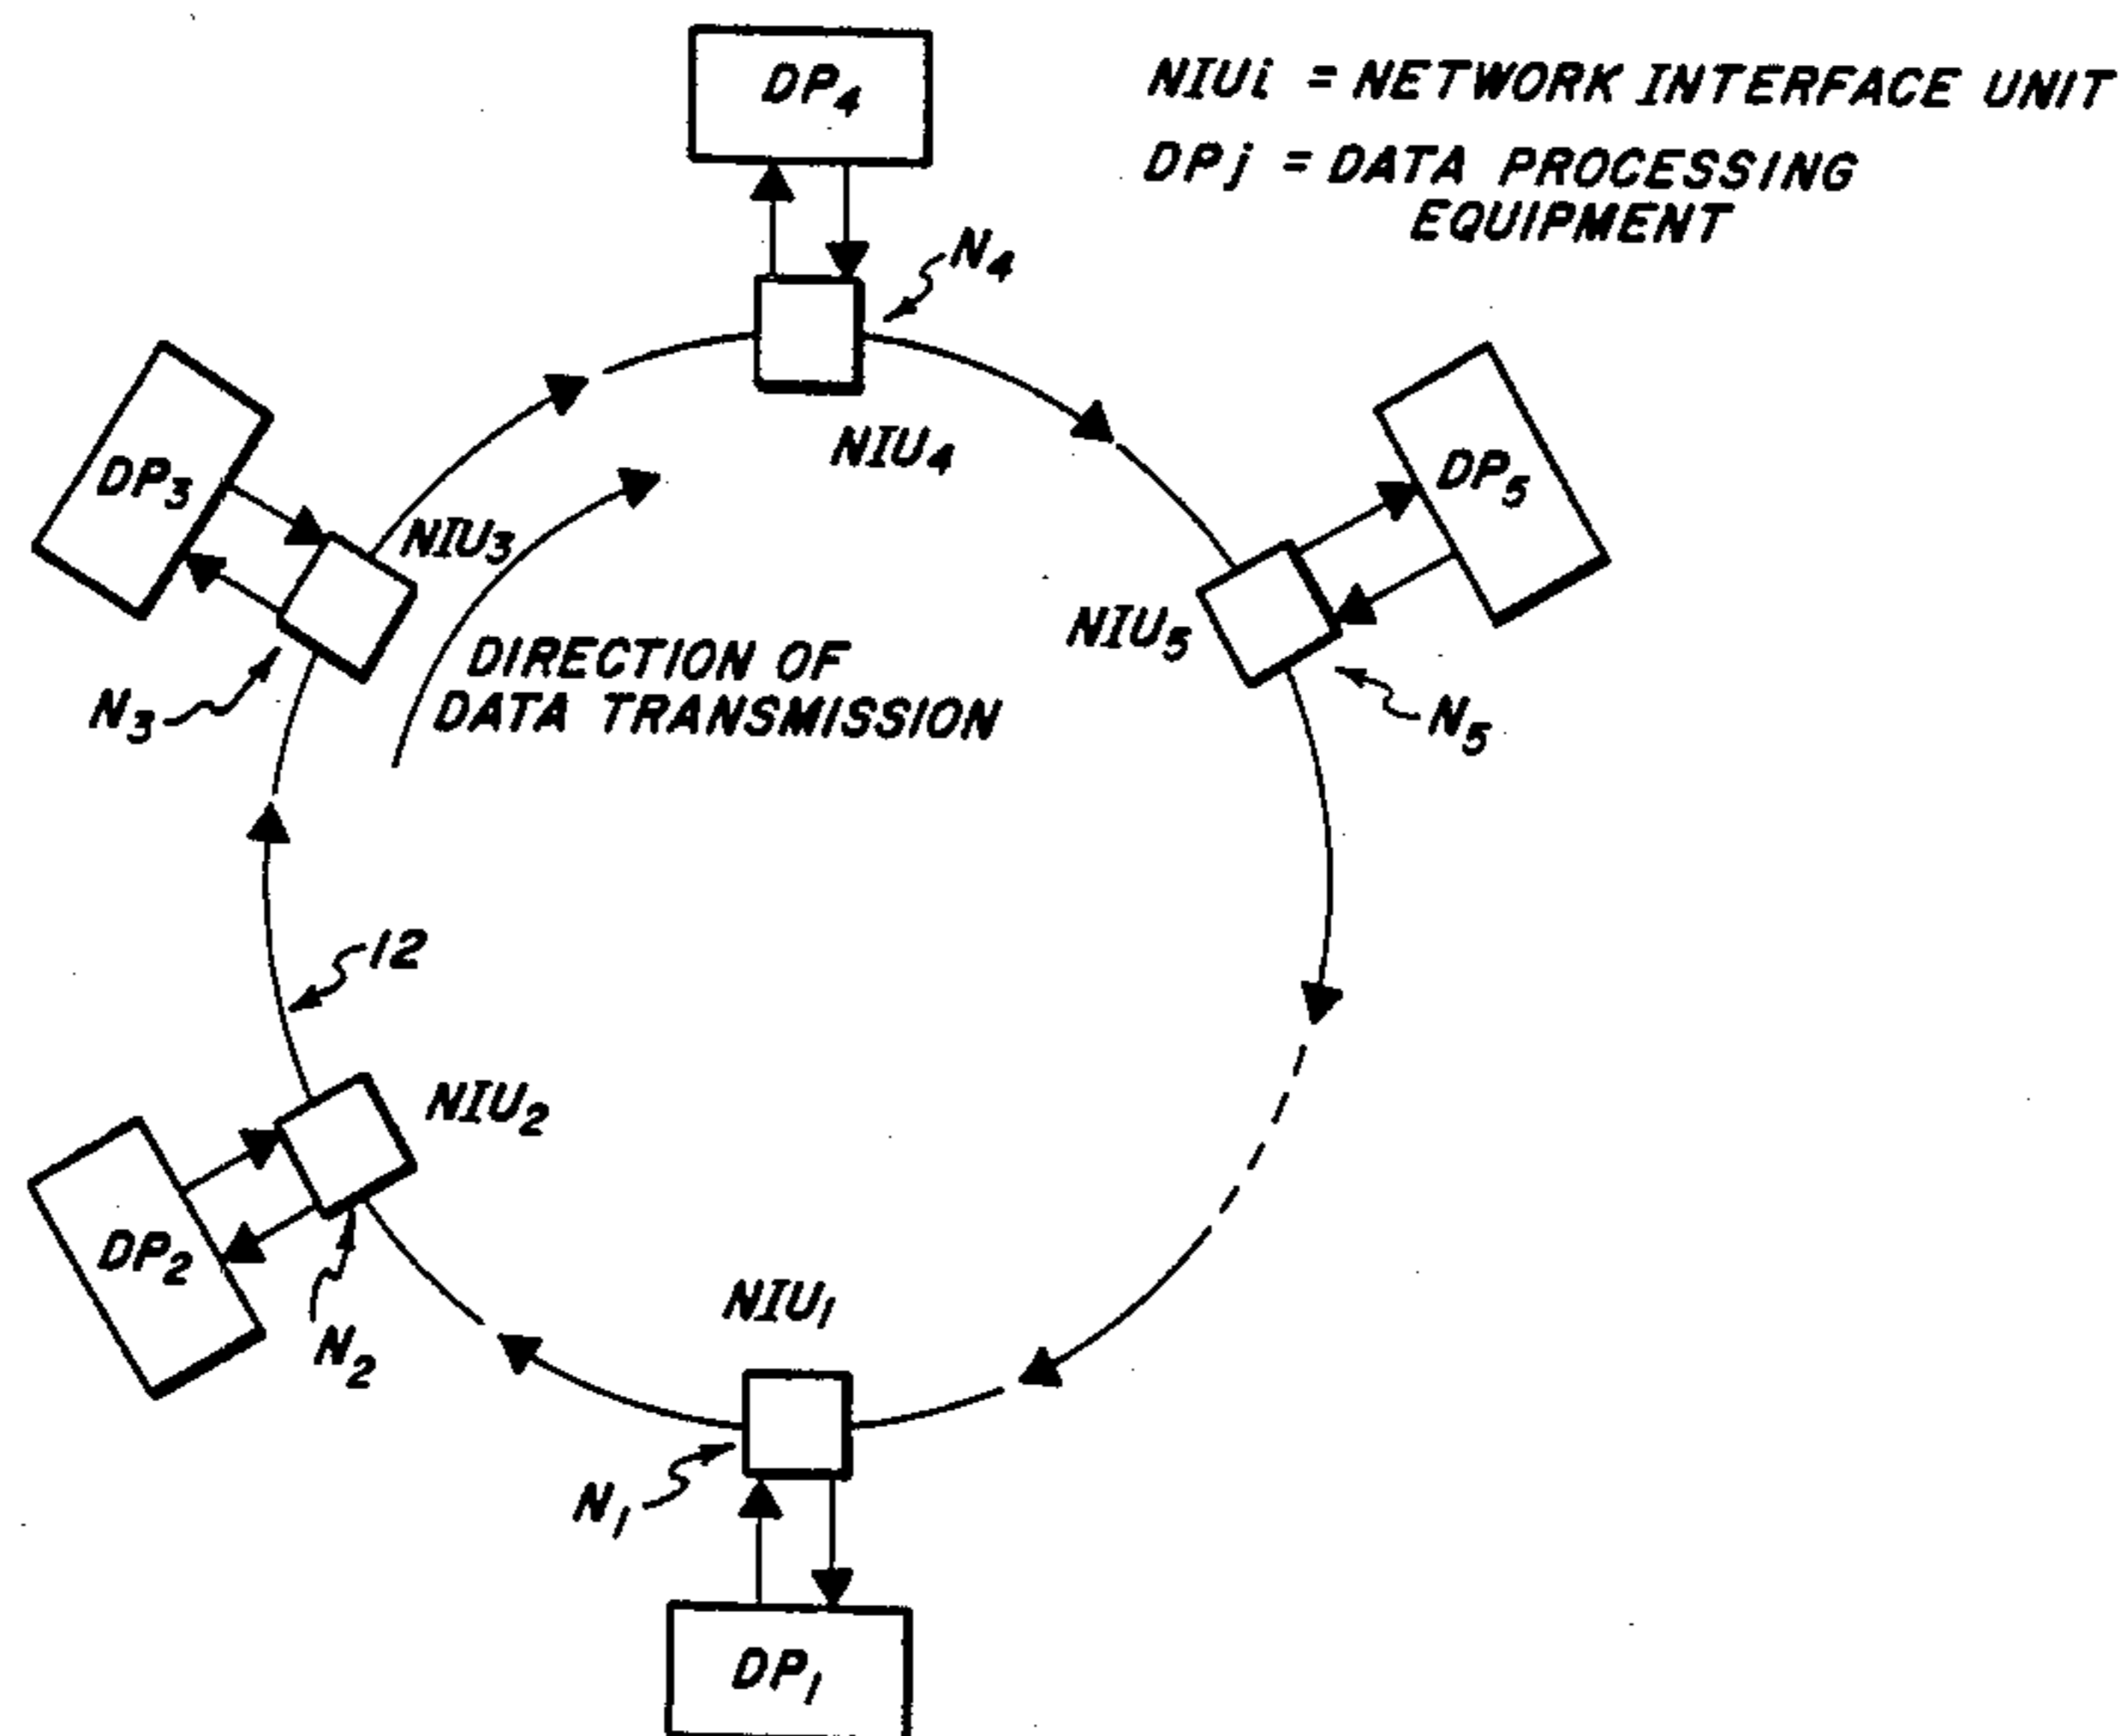 DP4
NIUi = NETWORK INTERFACE UNIT
DPj = DATA PROCESSING
EQUIPMENT
N4
NIU4
DP3
NIU3
DP5
NIU5
DIRECTION OF
DATA TRANSMISSION
N3
N5
12
NIU2
DP2
N2
NIU1
N1
DP1